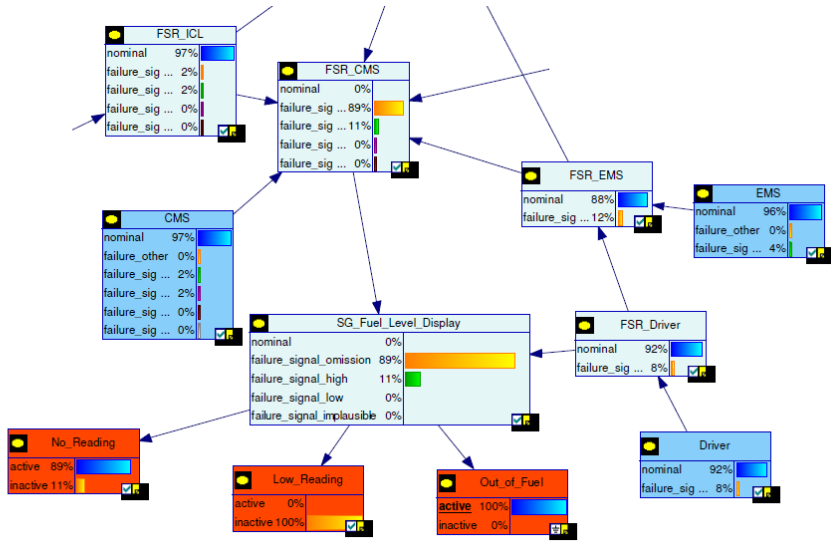 FSR_ICL
nominal 97%
failure_sig ... 2%
failure_sig ... 2%
failure_sig ... 0%
failure_sig ... 0%
FSR_CMS
nominal 0%
failure_sig ... 89%
failure_sig ... 11%
failure_sig ... 0%
failure_sig ... 0%
FSR_EMS
nominal 88%
failure_sig ... 12%
EMS
nominal 96%
failure_other 0%
failure_sig ... 4%
CMS
nominal 97%
failure_other 0%
failure_sig ... 2%
failure_sig ... 2%
failure_sig ... 0%
failure_sig ... 0%
SG_Fuel_Level_Display
nominal 0%
failure_signal_omission 89%
failure_signal_high 11%
failure_signal_low 0%
failure_signal_implausible 0%
FSR_Driver
nominal 92%
failure_sig ... 8%
No_Reading
active 89%
inactive 11%
Low_Reading
active 0%
inactive 100%
Out_of_Fuel
active 100%
inactive 0%
Driver
nominal 92%
failure_sig ... 8%